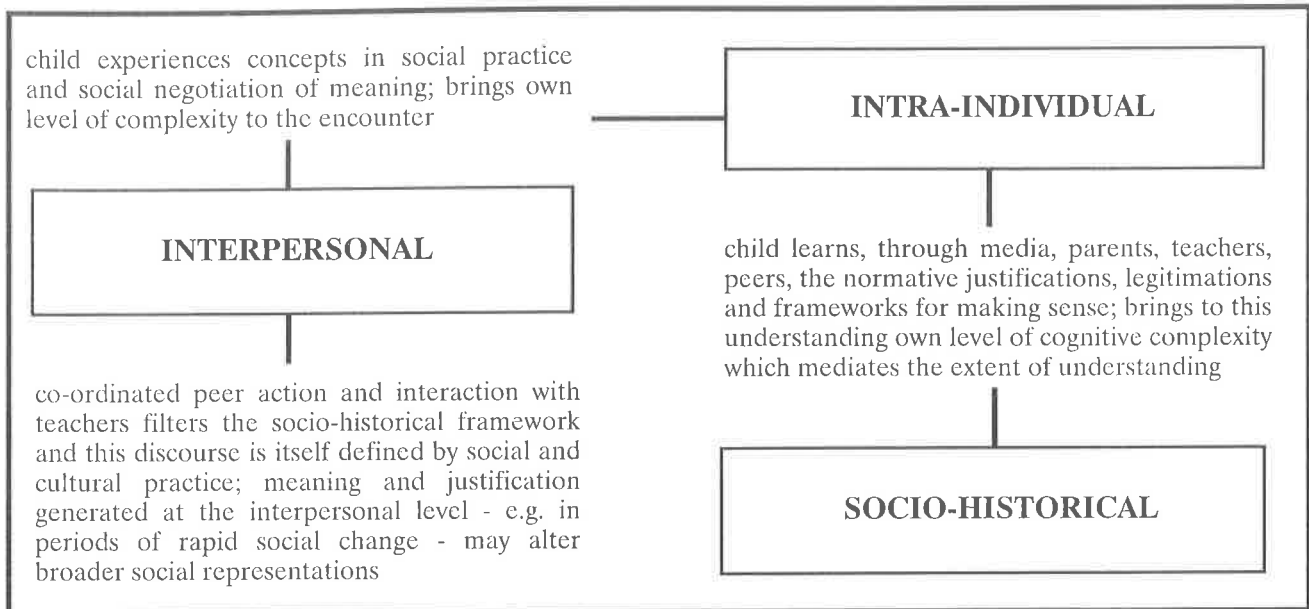 child experiences concepts in social practice
and social negotiation of meaning; brings own
level of complexity to the encounter
INTERPERSONAL
co-ordinated peer action and interaction with
teachers filters the socio-historical framework
and this discourse is itself defined by social and
cultural practice; meaning and justification
generated at the interpersonal level - e.g. in
periods of rapid social change - may alter
broader social representations
INTRA-INDIVIDUAL
child learns, through media, parents, teachers,
peers, the normative justifications, legitimations
and frameworks for making sense; brings to this
understanding own level of cognitive complexity
which mediates the extent of understanding
SOCIO-HISTORICAL